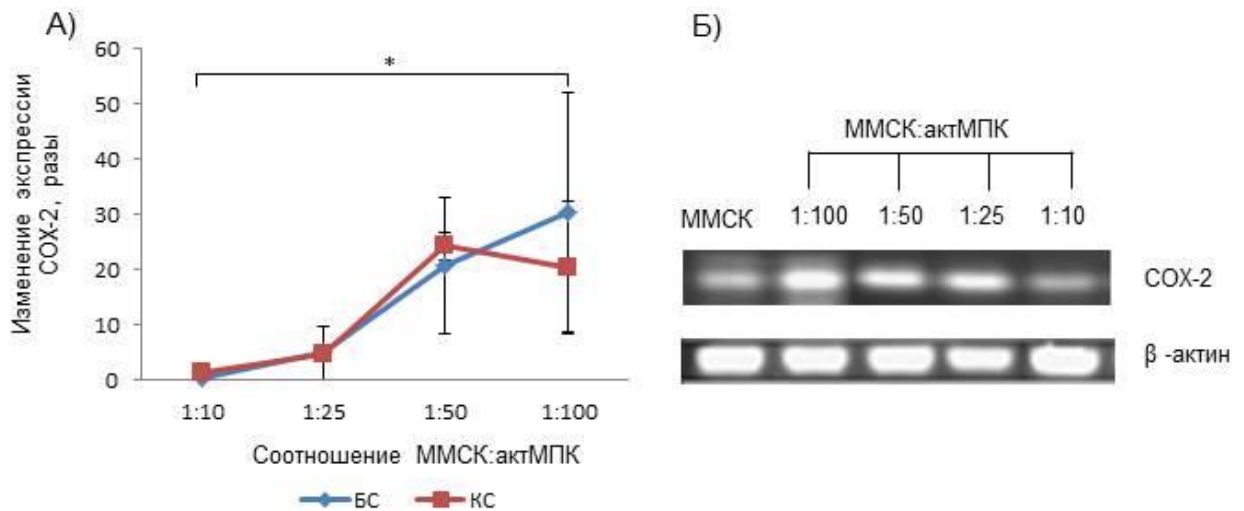 А)
60
50
40
30
20
10
0
Изменение экспрессии
COX-2, разы
*
1:10 1:25 1:50 1:100
Соотношение ММСК:актМПК
БС КС
Б)
ММСК:актМПК
ММСК 1:100 1:50 1:25 1:10
COX-2
β -актин